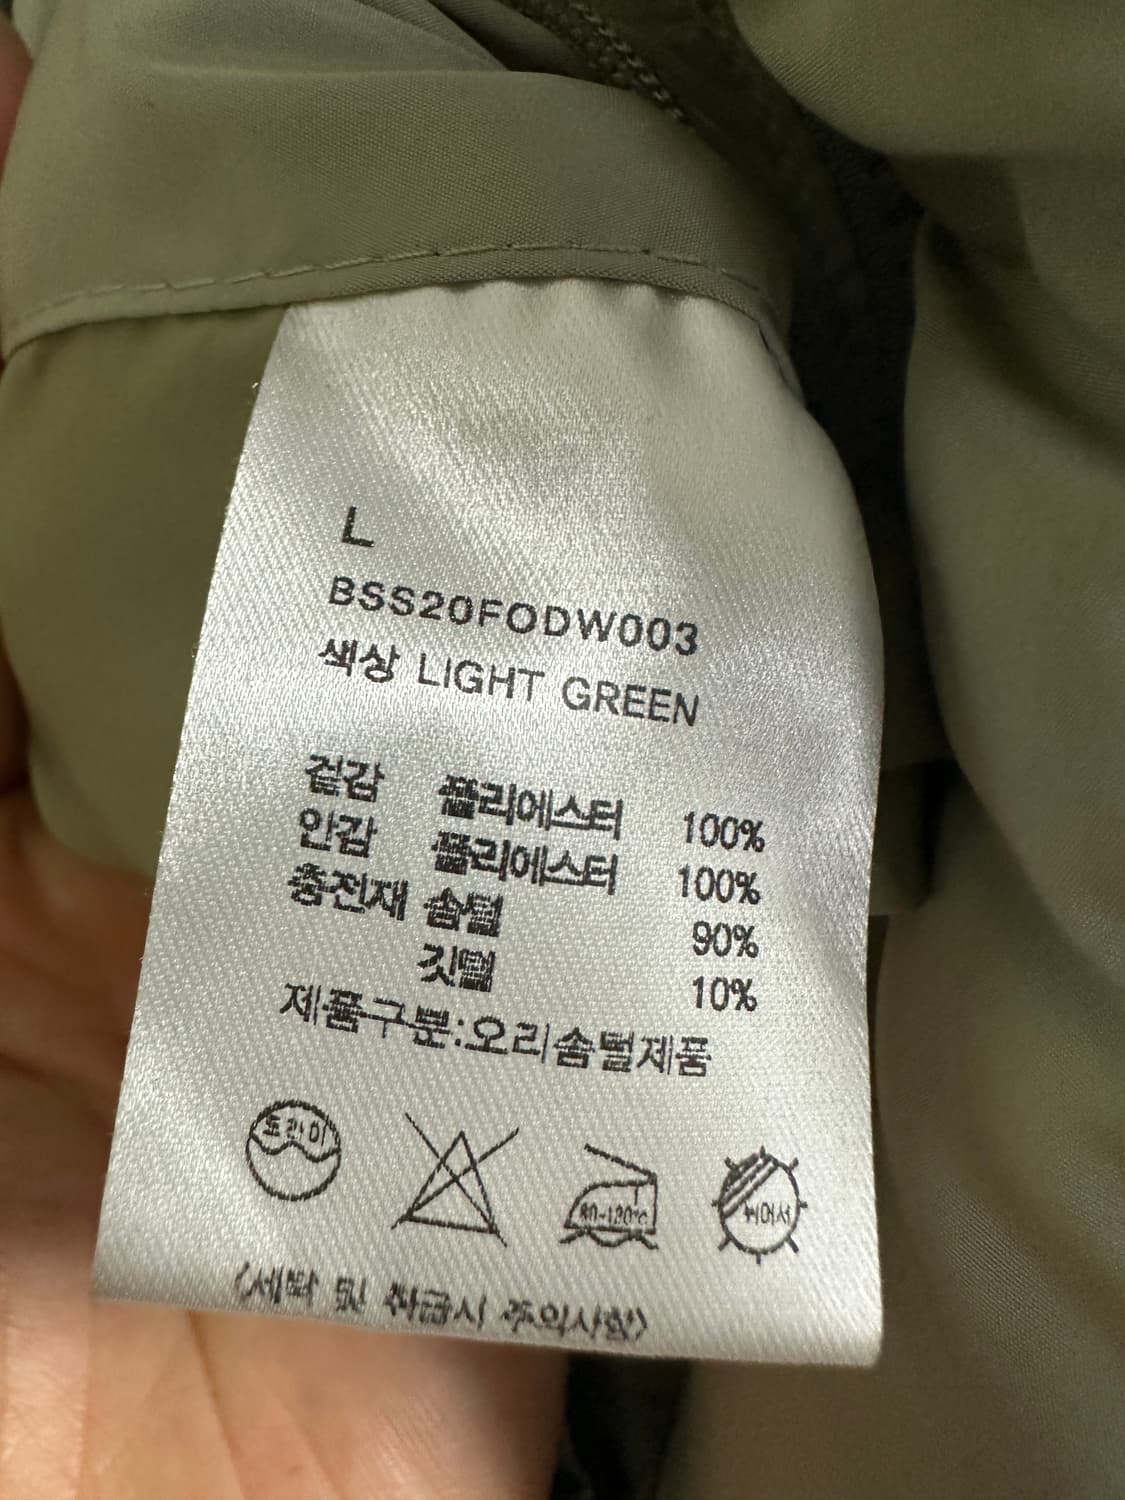 L
BSS20FODW003
색상 LIGHT GREEN
겉감 폴리에스터 100%
안감 폴리에스터 100%
충전재 솜털 90%
깃털 10%
제품구분:오리솜털제품
드라이
80~120℃
뉘어서
(세탁 및 취급시 주의사항)